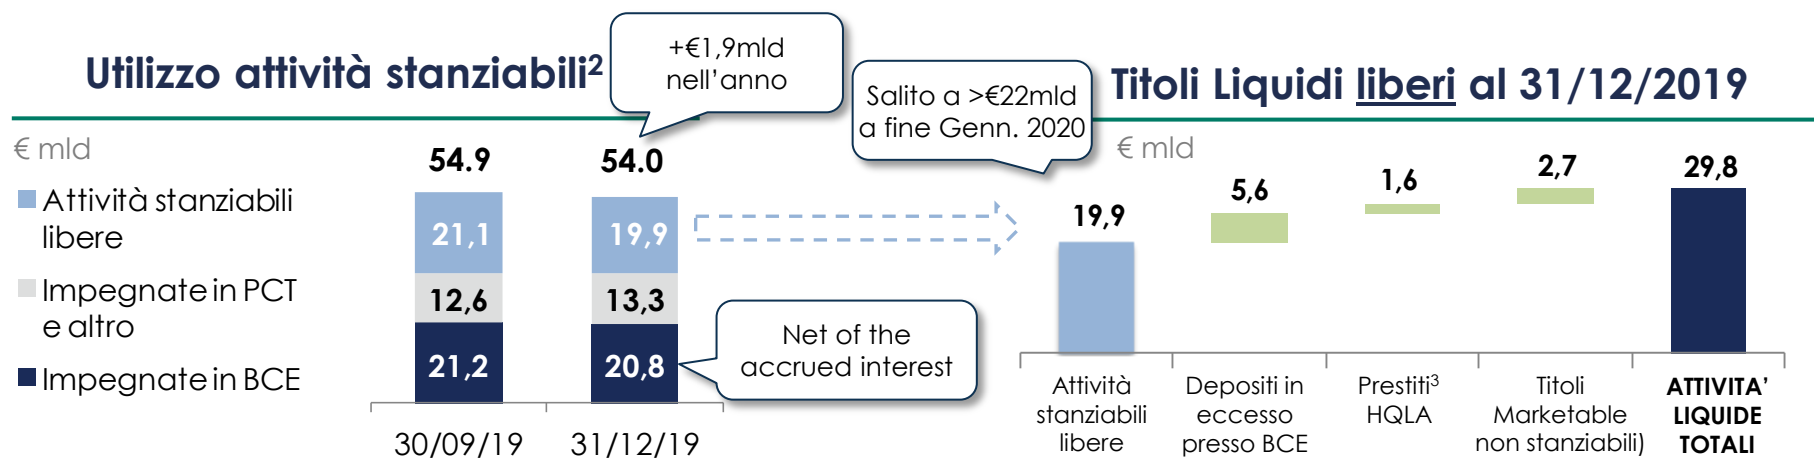 Utilizzo attività stanziabili2
+€1,9mld
nell’anno
€ mld
54.9
54.0
Attività stanziabili
libere
Impegnate in PCT
e altro
Impegnate in BCE
21,1
19,9
12,6
13,3
21,2
20,8
Net of the
accrued interest
30/09/19
31/12/19
Salito a >€22mld
a fine Genn. 2020
Titoli Liquidi liberi al 31/12/2019
€ mld
19,9
5,6
1,6
2,7
29,8
Attività
stanziabili
libere
Depositi in
eccesso
presso BCE
Prestiti3
HQLA
Titoli
Marketable
non stanziabili)
ATTIVITA’
LIQUIDE
TOTALI